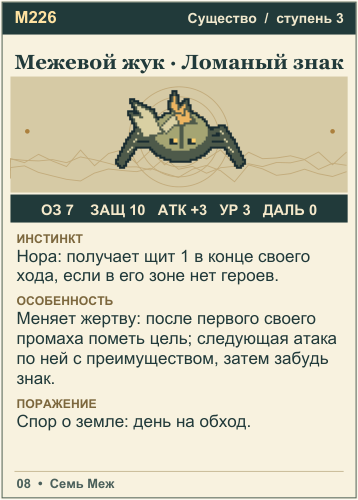 M226 Существо / ступень 3
Межевой жук · Ломаный знак
ОЗ 7 ЗАЩ 10 АТК +3 УР 3 ДАЛЬ 0
ИНСТИНКТ
Нора: получает щит 1 в конце своего
хода, если в его зоне нет героев.
ОСОБЕННОСТЬ
Меняет жертву: после первого своего
промаха пометь цель; следующая атака
по ней с преимуществом, затем забудь
знак.
ПОРАЖЕНИЕ
Спор о земле: день на обход.
08 • Семь Меж